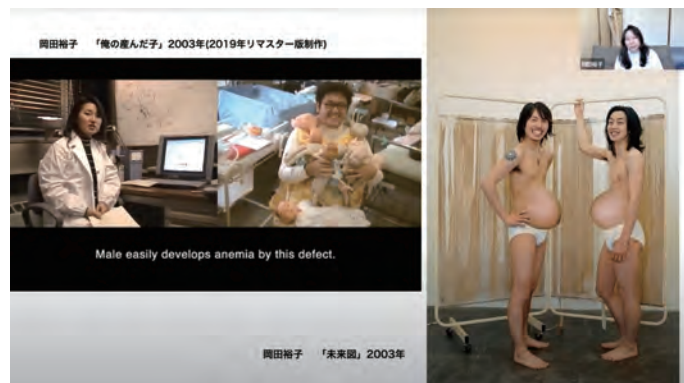 岡田裕子　「俺の産んだ子」2003年(2019年リマスター版制作)
Male easily develops anemia by this defect.
岡田裕子　「未来図」2003年